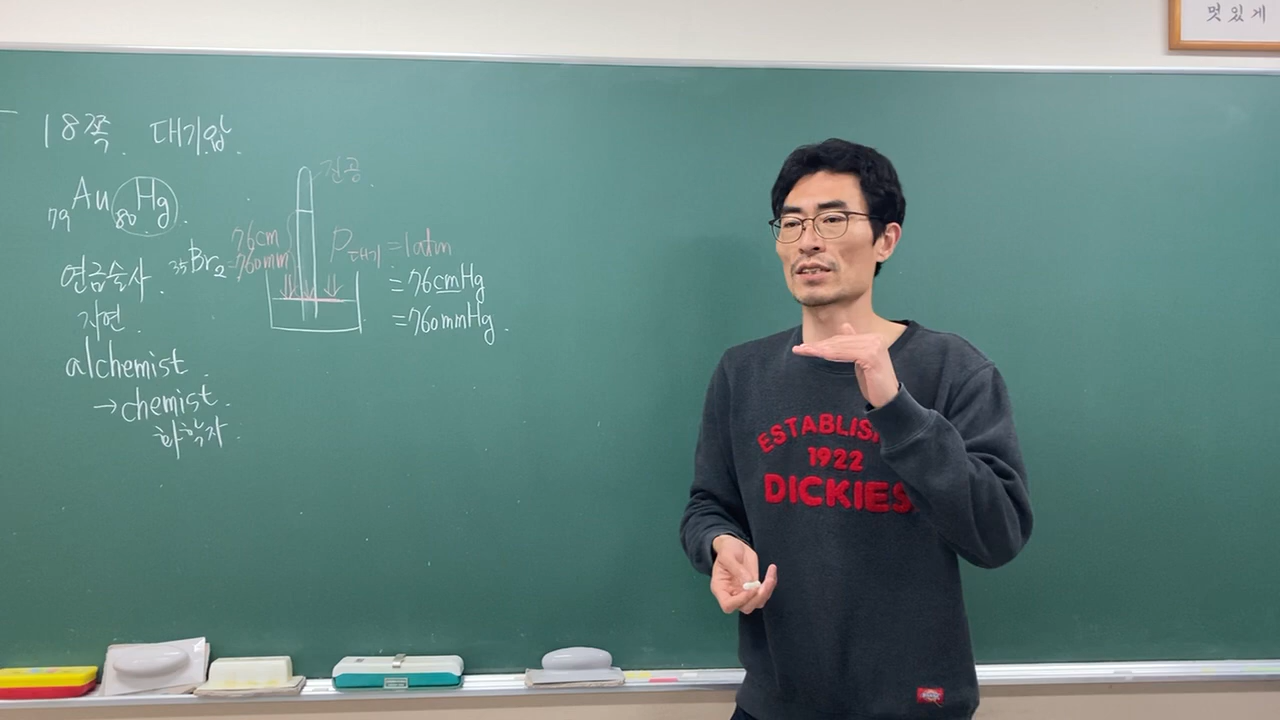 멋있게
18쪽. 대기압.
79Au 80Hg.
연금술사. 35Br2
자연.
alchemist.
→chemist.
화학자.
진공.
76cm
=760mm
P대기=1atm
=76cmHg
=760mmHg.
ESTABLIS
1922
DICKIES